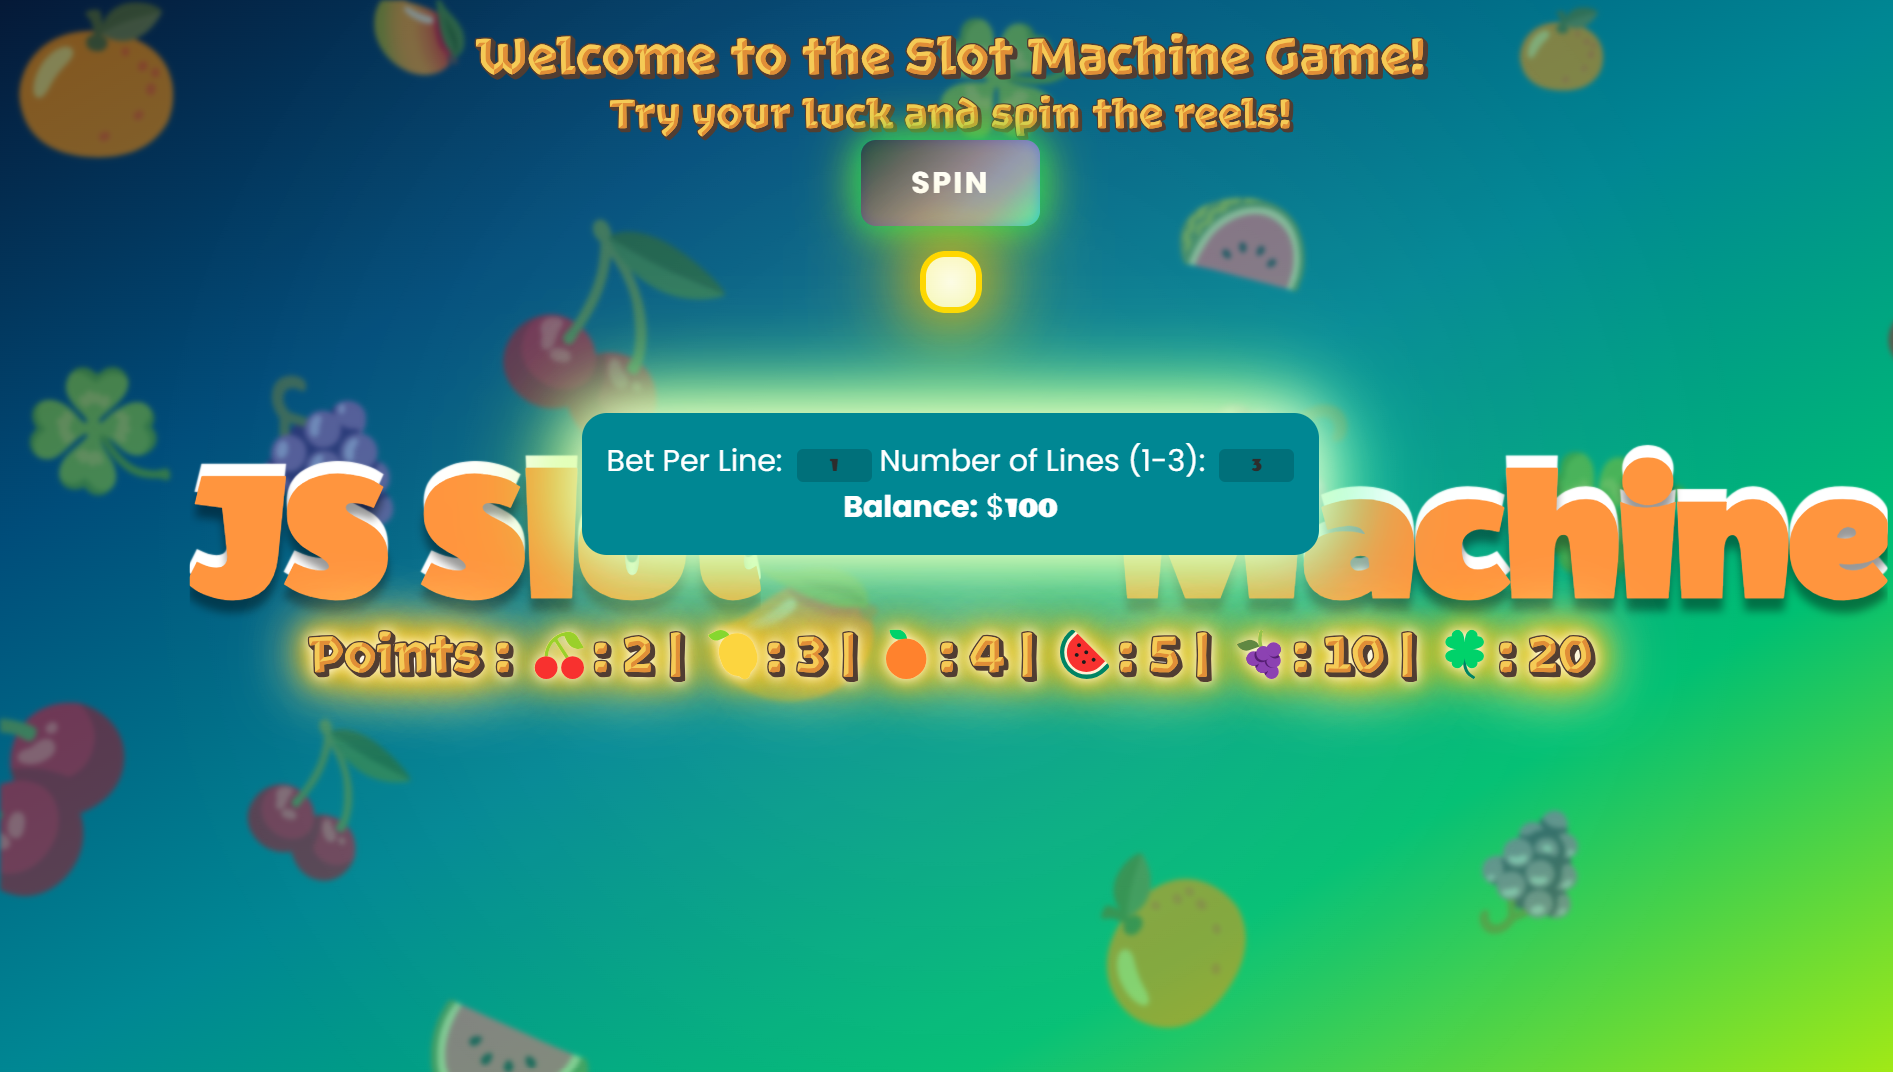 Welcome to the Slot Machine Game!
Try your luck and spin the reels!
SPIN
Bet Per Line: 1 Number of Lines (1-3): 3
Balance: $100
JS Slot Machine
Points : 🍒: 2 | 🍋: 3 | 🍊: 4 | 🍉: 5 | 🍇: 10 | 🍀: 20